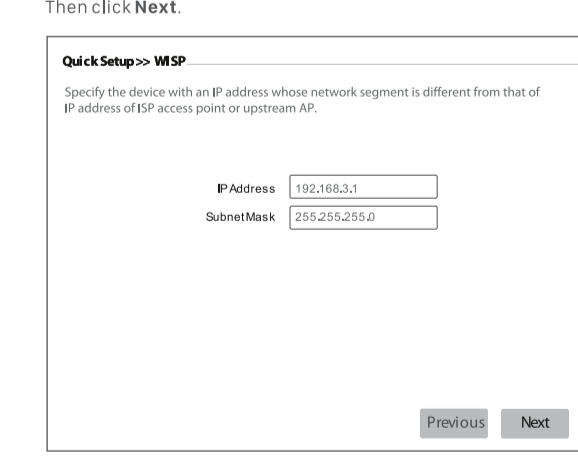 Then click Next.
Quick Setup>> WISP
Specify the device with an IP address whose network segment is different from that of
IP address of ISP access point or upstream AP.
IP Address 192.168.3.1
Subnet Mask 255.255.255.0
Previous Next